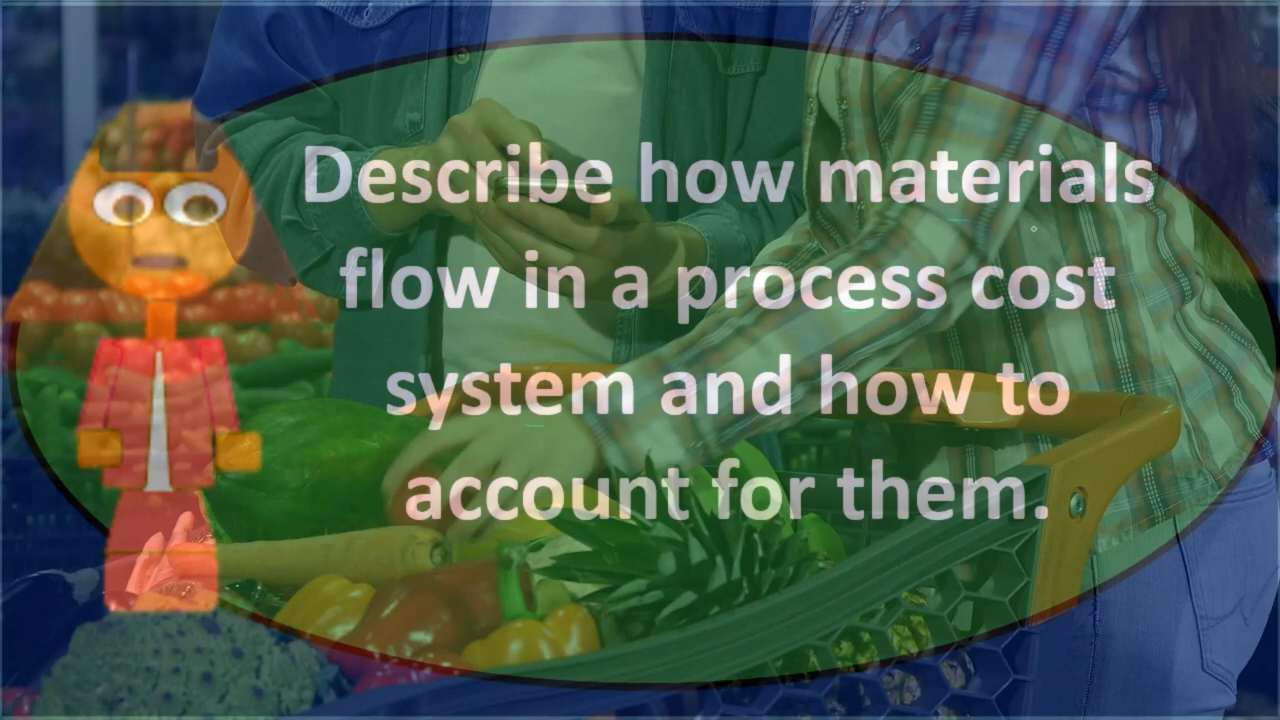 Describe how materials
flow in a process cost
system and how to
account for them.